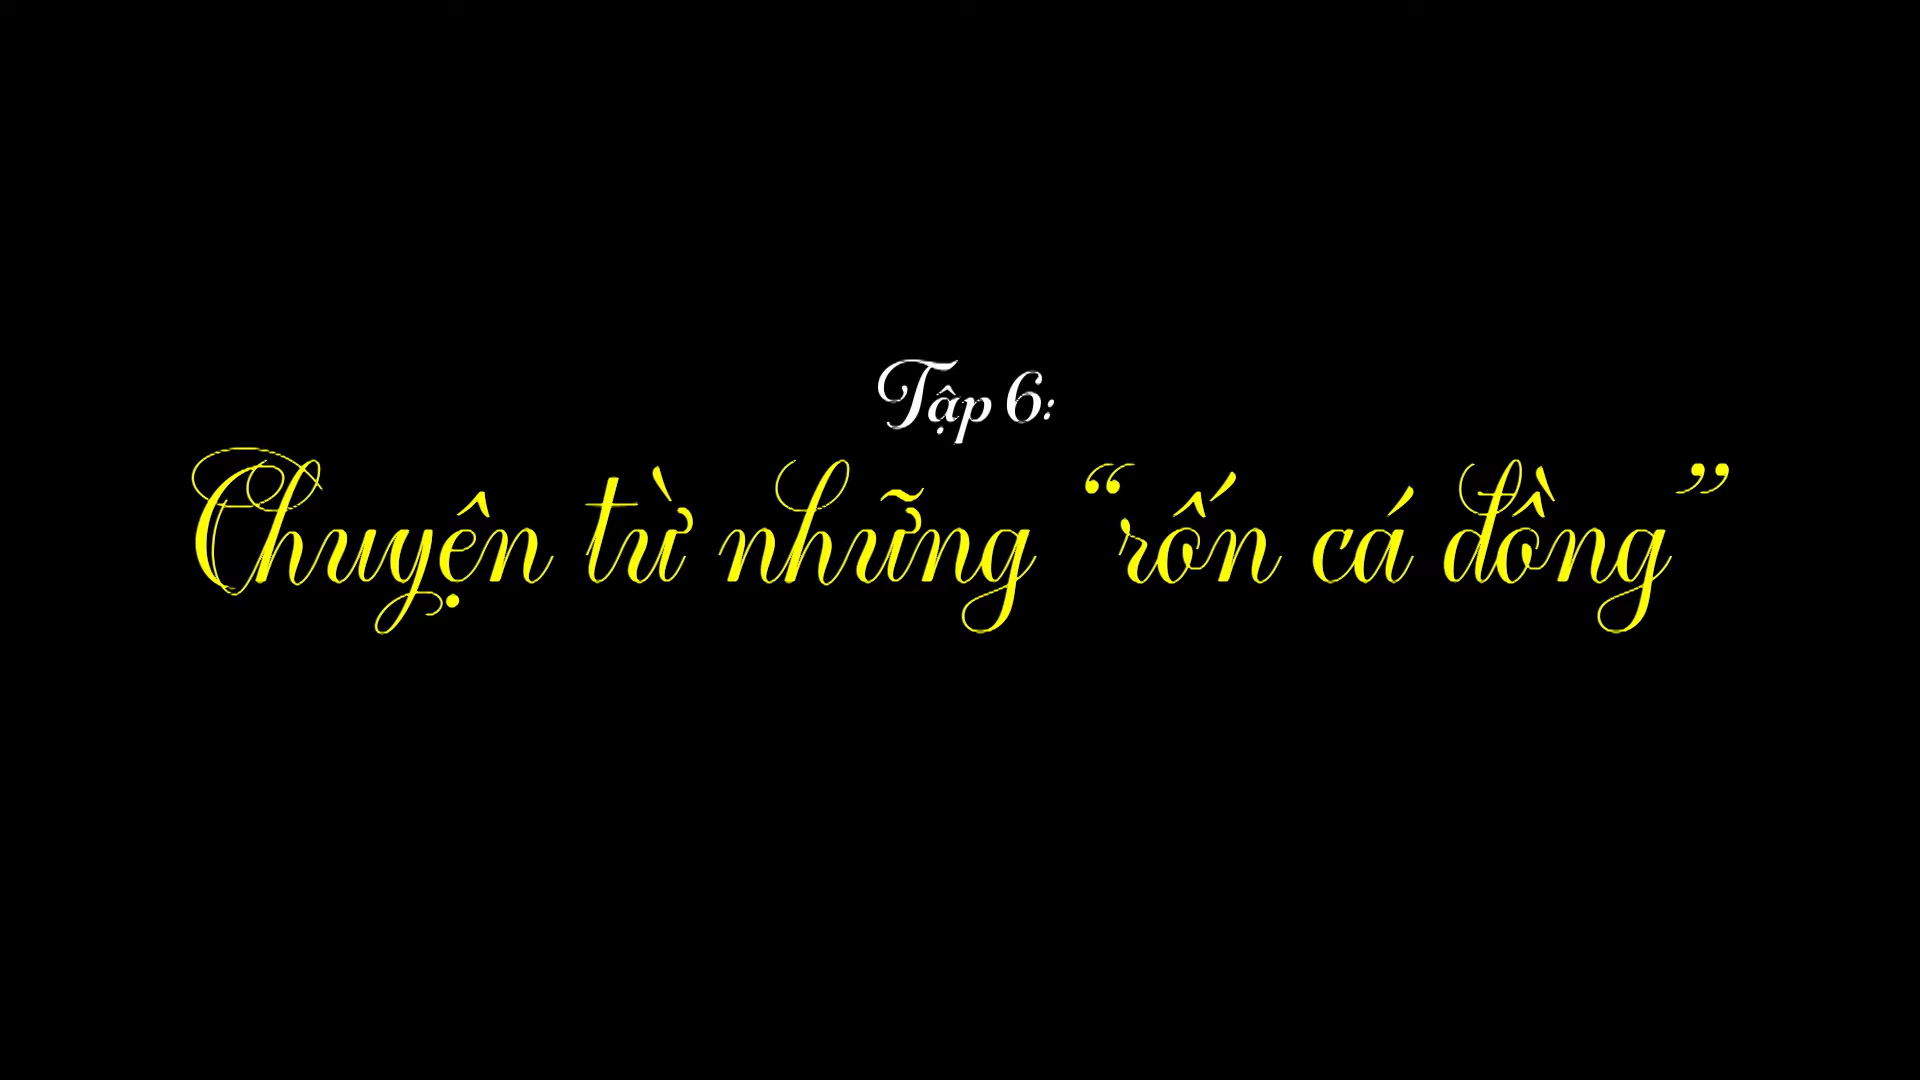 Tập 6:
Chuyện từ những “rốn cá đồng”